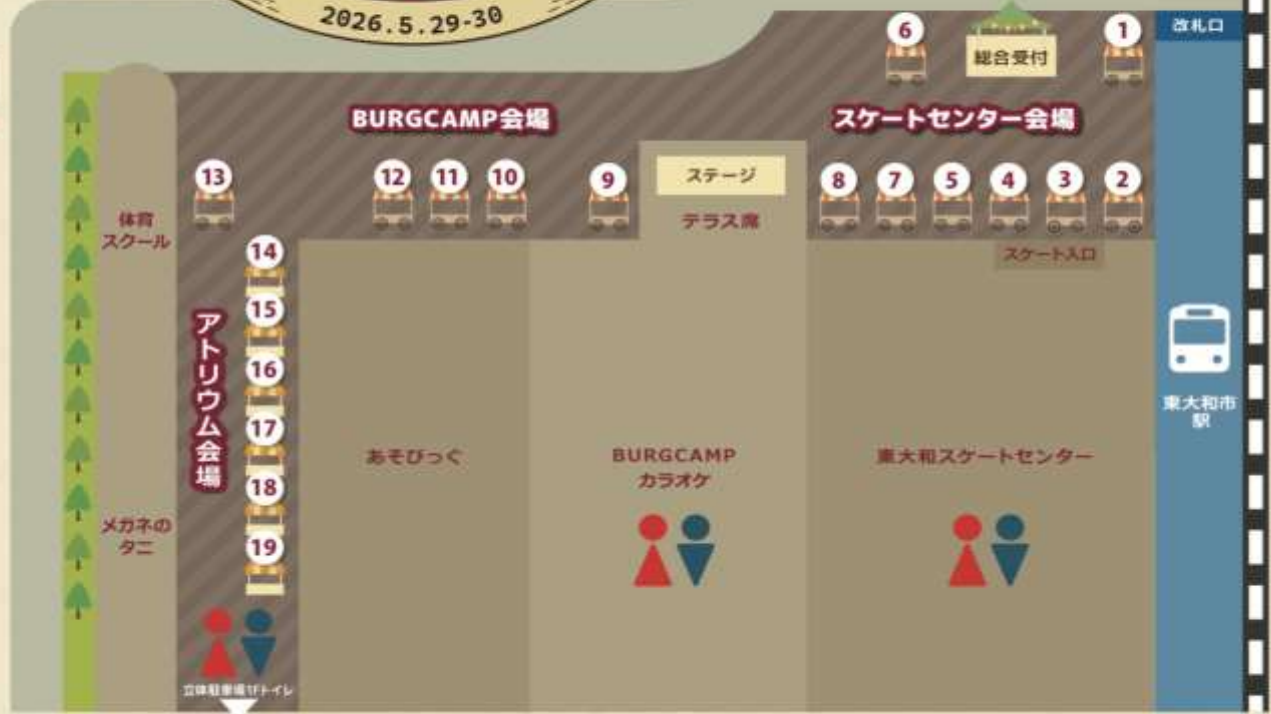 2026.5.29-30
6
総合受付
1
改札口
BURGCAMP会場
スケートセンター会場
13
12
11
10
9
ステージ
8
7
5
4
3
2
テラス席
体育
スクール
スケート入口
14
15
アトリウム会場
16
17
18
19
東大和市
駅
あそびっぐ
BURGCAMP
カラオケ
東大和スケートセンター
メガネの
タニ
立体駐車場1Fトイレ